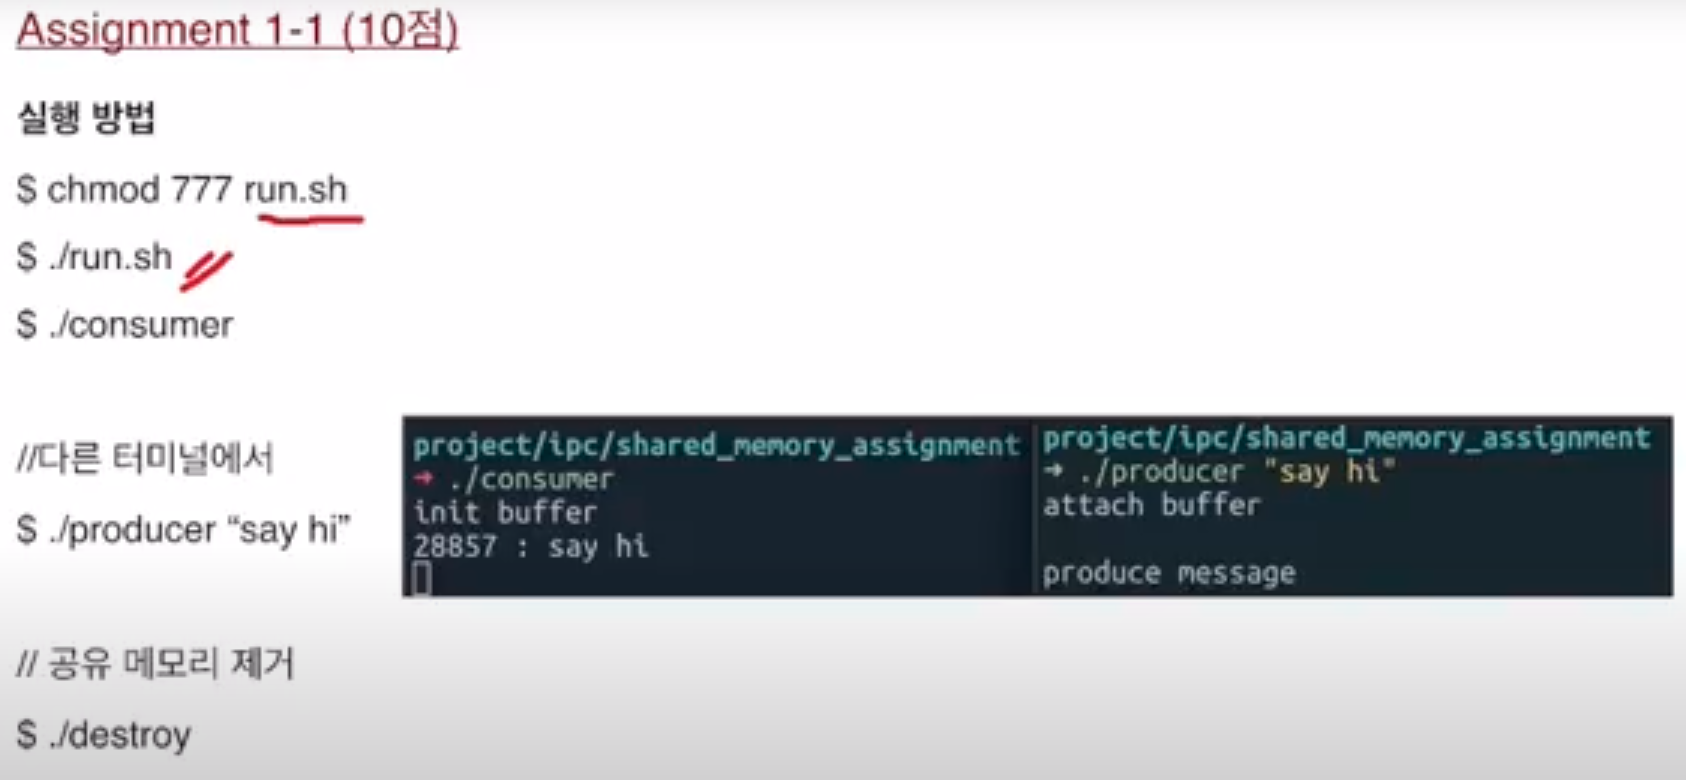 Assignment 1-1 (10점)
실행 방법
$ chmod 777 run.sh
$ ./run.sh
$ ./consumer
//다른 터미널에서
$ ./producer “say hi”
project/ipc/shared_memory_assignment
→ ./consumer
init buffer
28857 : say hi
project/ipc/shared_memory_assignment
→ ./producer "say hi"
attach buffer
produce message
// 공유 메모리 제거
$ ./destroy